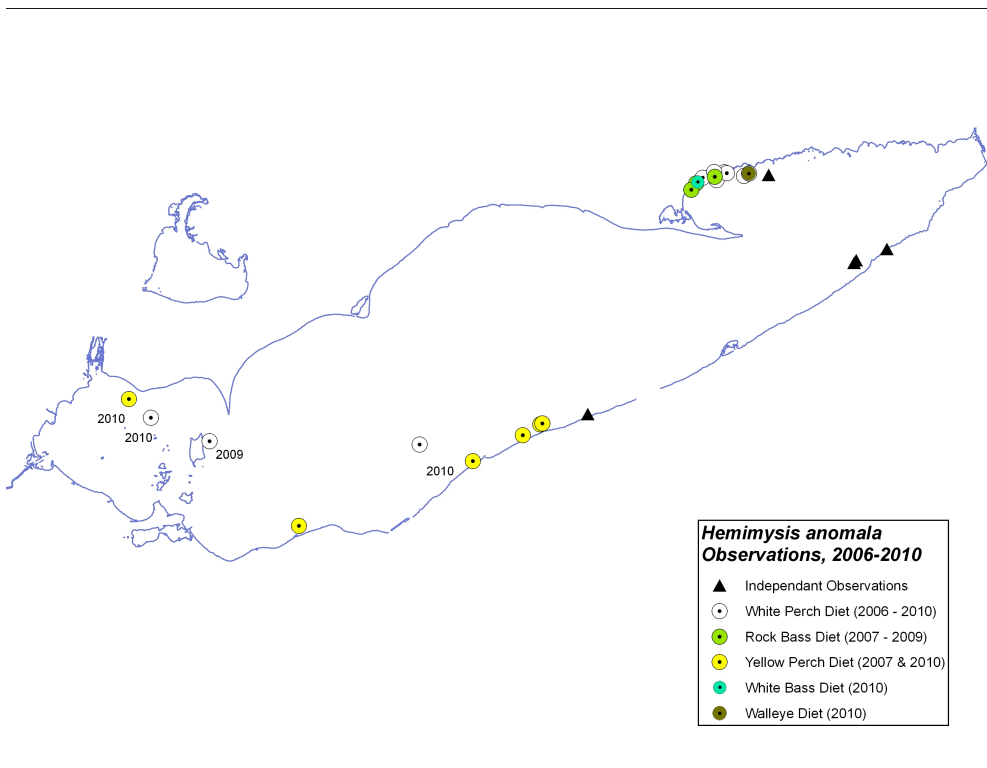 2010
2010
2009
2010
Hemimysis anomala
Observations, 2006-2010
Independant Observations
White Perch Diet (2006 - 2010)
Rock Bass Diet (2007 - 2009)
Yellow Perch Diet (2007 & 2010)
White Bass Diet (2010)
Walleye Diet (2010)